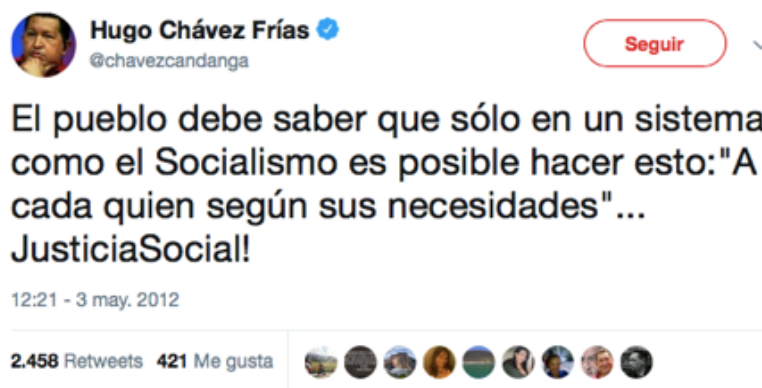 Hugo Chávez Frías
@chavezcandanga
Seguir
El pueblo debe saber que sólo en un sistema
como el Socialismo es posible hacer esto:"A
cada quien según sus necesidades"...
JusticiaSocial!
12:21 - 3 may. 2012
2.458 Retweets 421 Me gusta